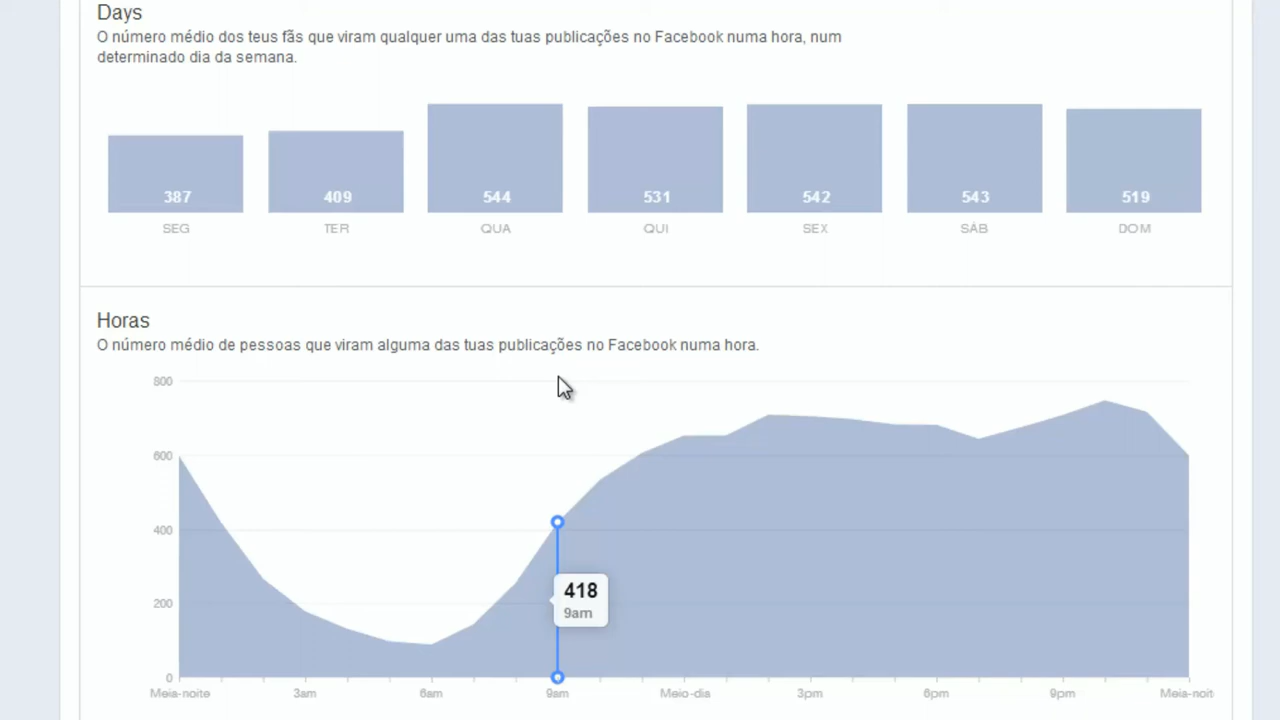 Days
O número médio dos teus fãs que viram qualquer uma das tuas publicações no Facebook numa hora, num
determinado dia da semana.
387 409 544 531 542 543 519
SEG TER QUA QUI SEX SÁB DOM
Horas
O número médio de pessoas que viram alguma das tuas publicações no Facebook numa hora.
800
600
400
200
0
418
9am
Meia-noite 3am 6am 9am Meio-dia 3pm 6pm 9pm Meia-noit